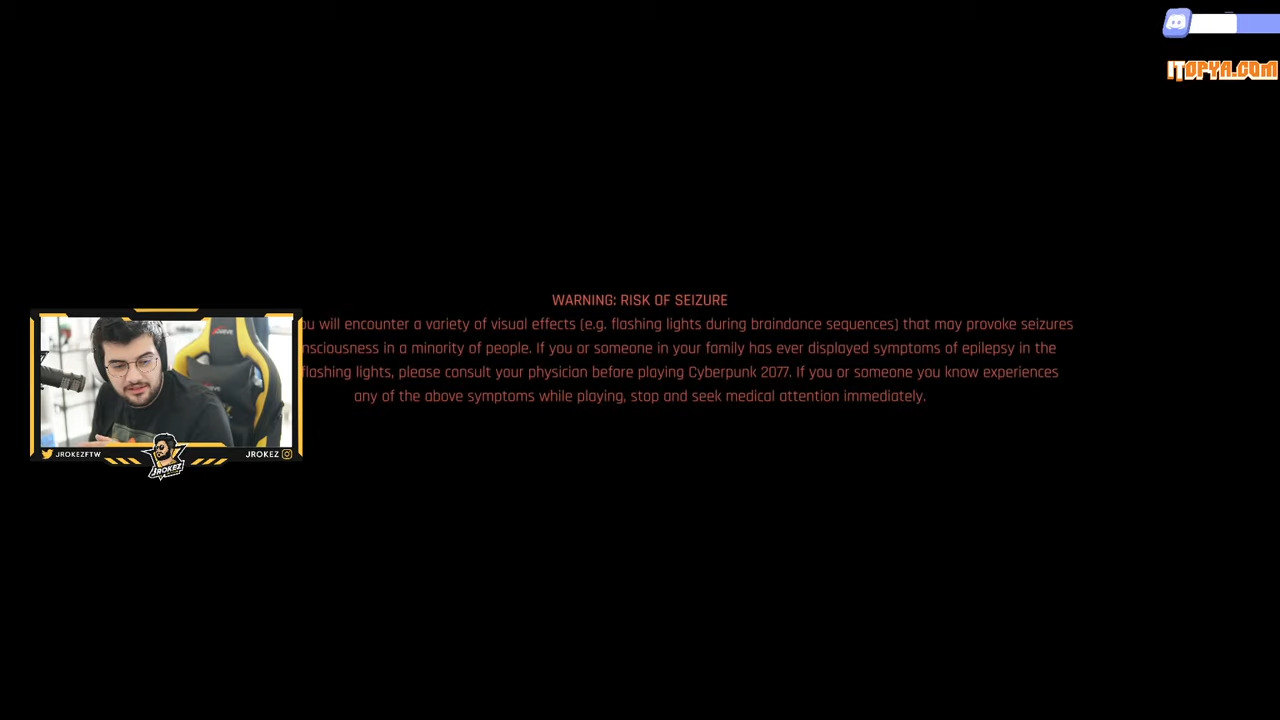 ITOPYA.COM
WARNING: RISK OF SEIZURE
will encounter a variety of visual effects (e.g. flashing lights during braindance sequences) that may provoke seizures
in a minority of people. If you or someone in your family has ever displayed symptoms of epilepsy in the
flashing lights, please consult your physician before playing Cyberpunk 2077. If you or someone you know experiences
any of the above symptoms while playing, stop and seek medical attention immediately.
JROKEZFTW
JROKEZ
JROKEZ